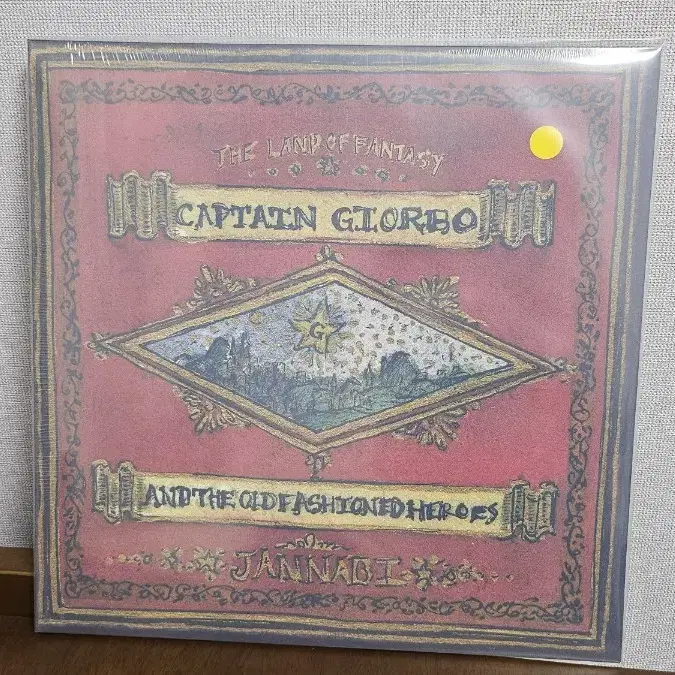 THE LAND OF FANTASY
CAPTAIN GIORBO
G
AND THE OLD FASHIONED HEROES
JANNABI